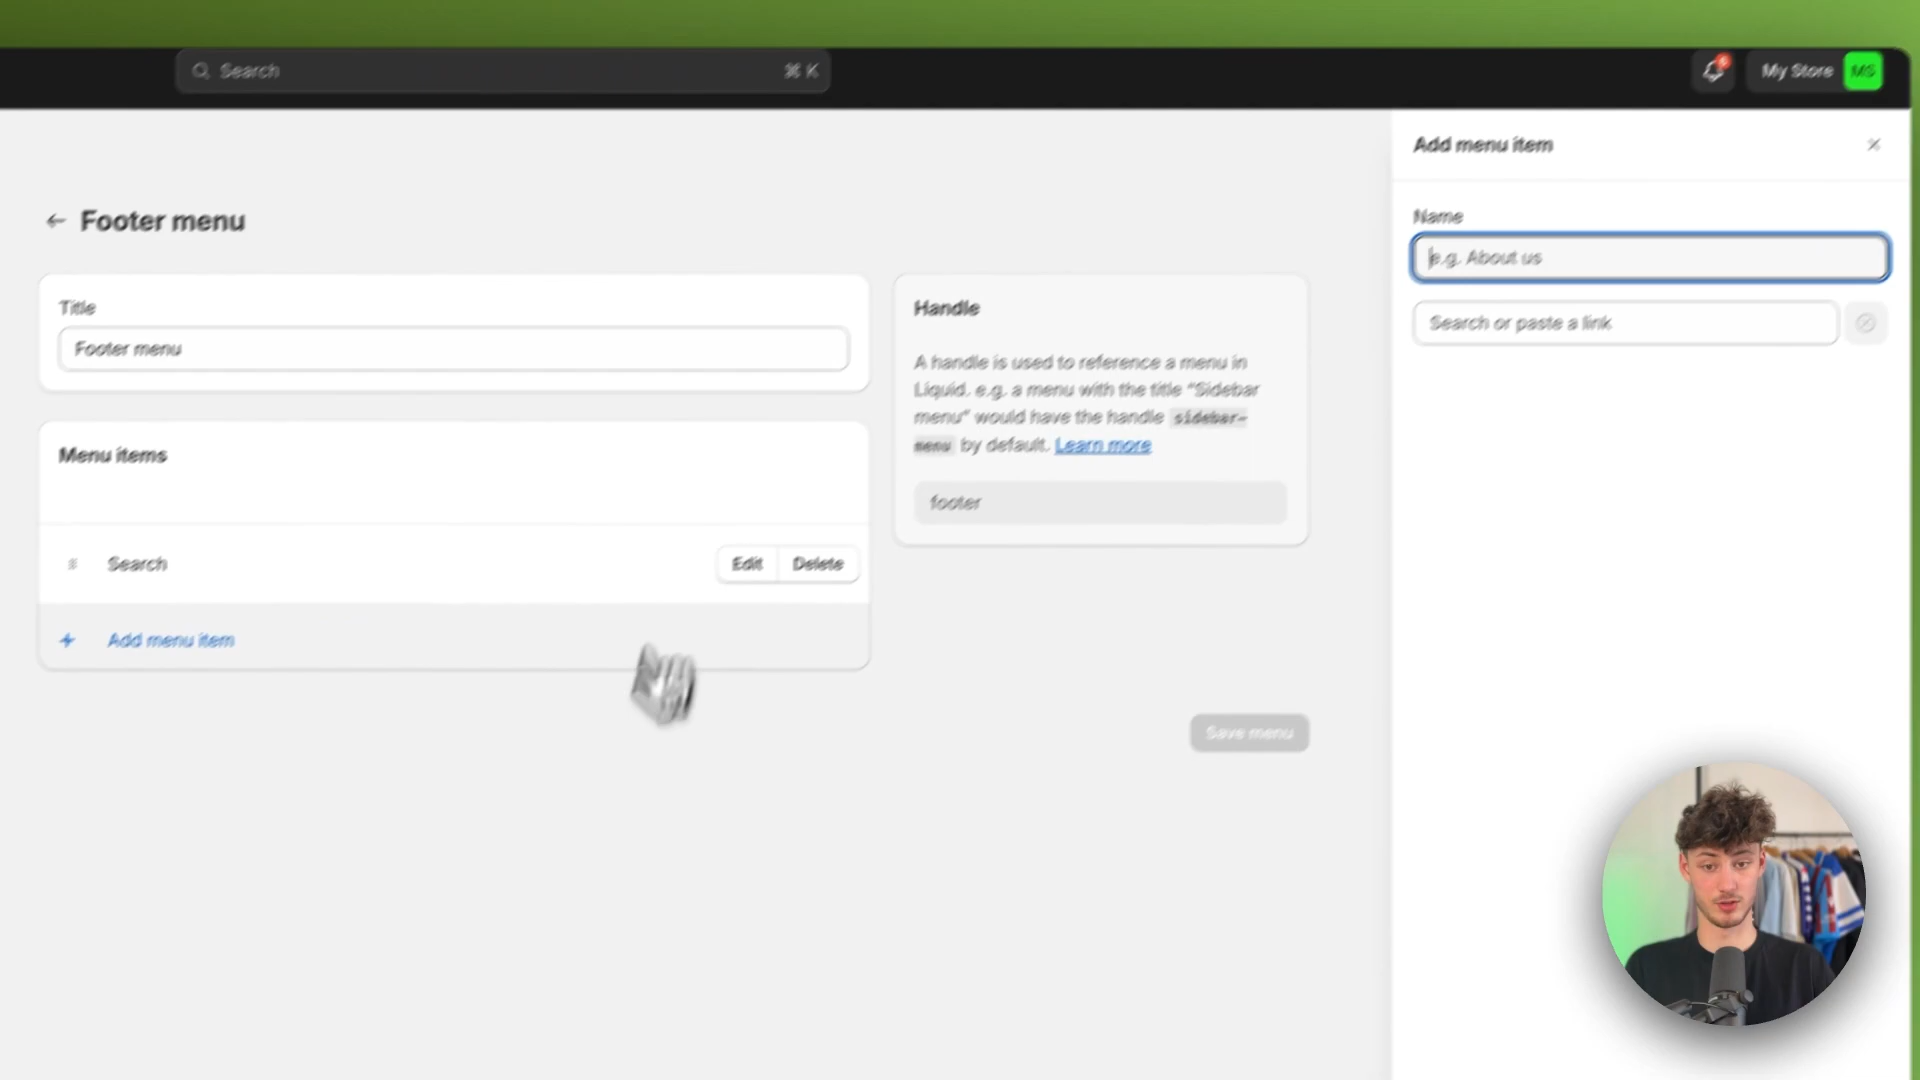 Search
⌘ K
6
My Store
MS
Add menu item
Name
e.g. About us
Search or paste a link
Footer menu
Title
Footer menu
Menu items
Search
Edit
Delete
Add menu item
Handle
A handle is used to reference a menu in
Liquid. e.g. a menu with the title "Sidebar
menu" would have the handle sidebar-
menu by default. Learn more
footer
Save menu